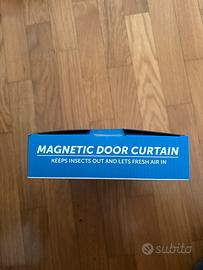 MAGNETIC DOOR CURTAIN
KEEPS INSECTS OUT AND LETS FRESH AIR IN
subito